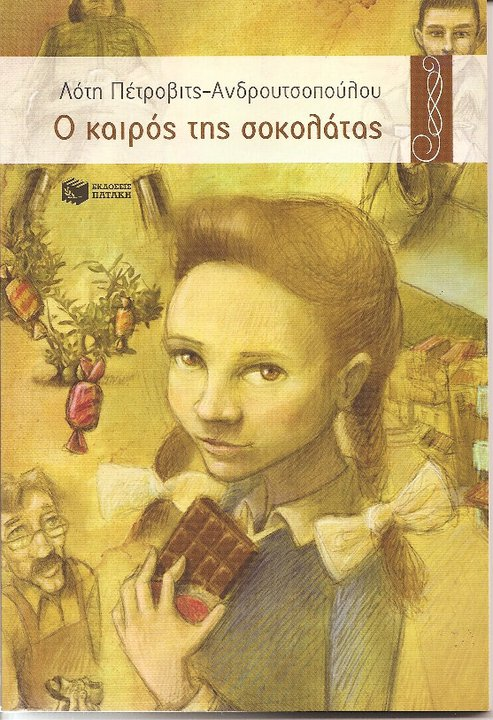 Λότη Πέτροβιτς-Ανδρουτσοπούλου
Ο καιρός της σοκολάτας
ΕΚΔΟΣΕΙΣ
ΠΑΤΑΚΗ